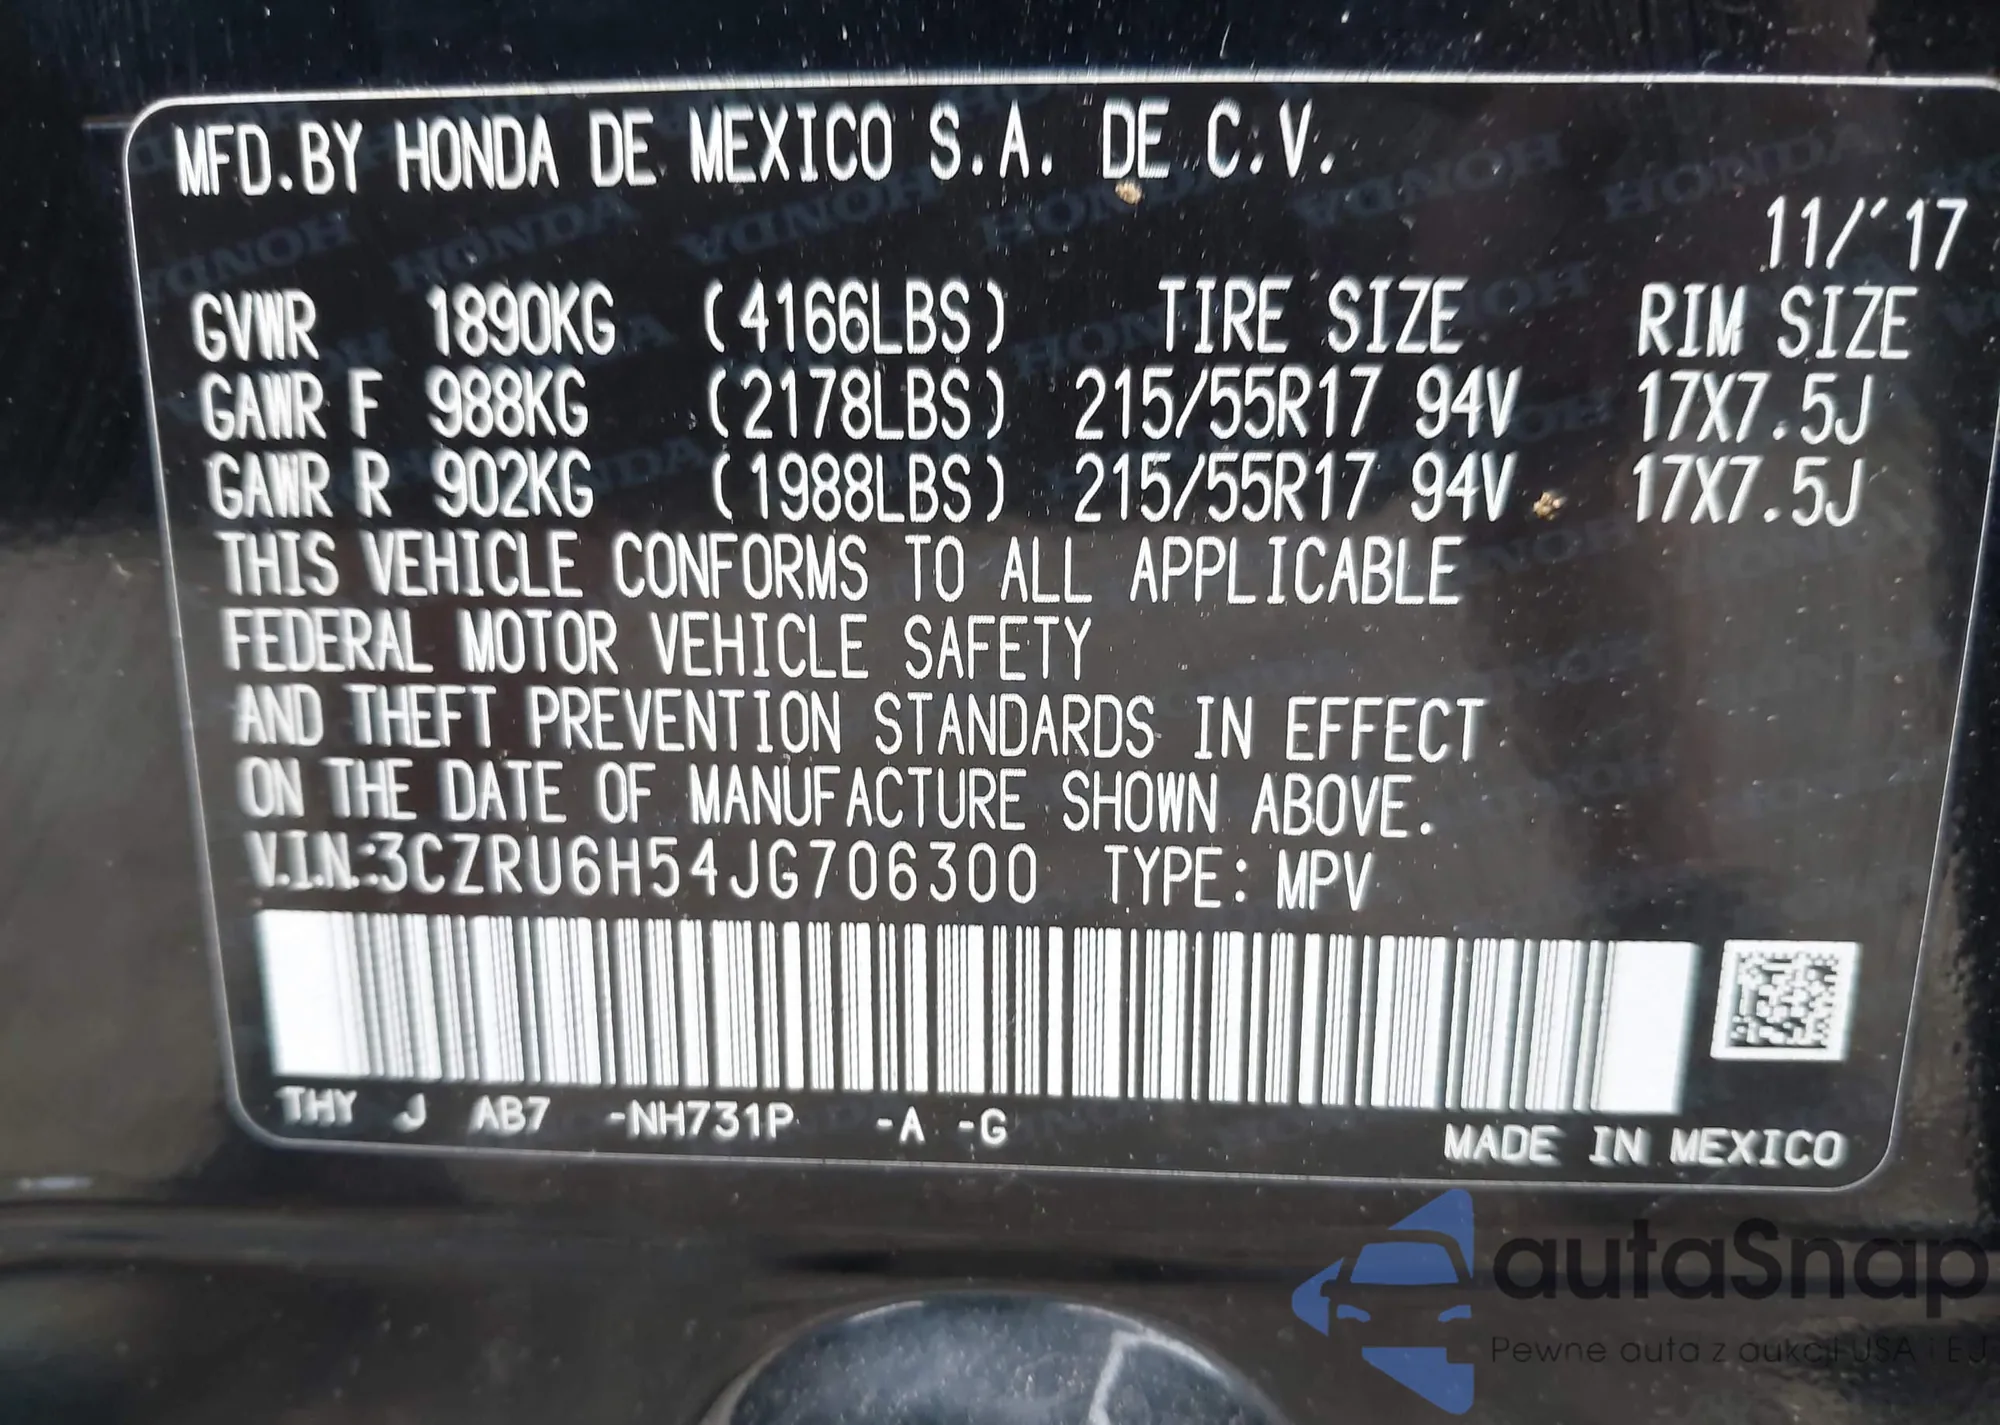 MFD.BY HONDA DE MEXICO S.A. DE C.V.
11/'17
GVWR 1890KG (4166LBS) TIRE SIZE RIM SIZE
GAWR F 988KG (2178LBS) 215/55R17 94V 17X7.5J
GAWR R 902KG (1988LBS) 215/55R17 94V 17X7.5J
THIS VEHICLE CONFORMS TO ALL APPLICABLE
FEDERAL MOTOR VEHICLE SAFETY
AND THEFT PREVENTION STANDARDS IN EFFECT
ON THE DATE OF MANUFACTURE SHOWN ABOVE.
V.I.N.:3CZRU6H54JG706300 TYPE: MPV
THY J AB7 -NH731P -A -G
MADE IN MEXICO
autaSnap
Pewne auta z aukcji USA i EU